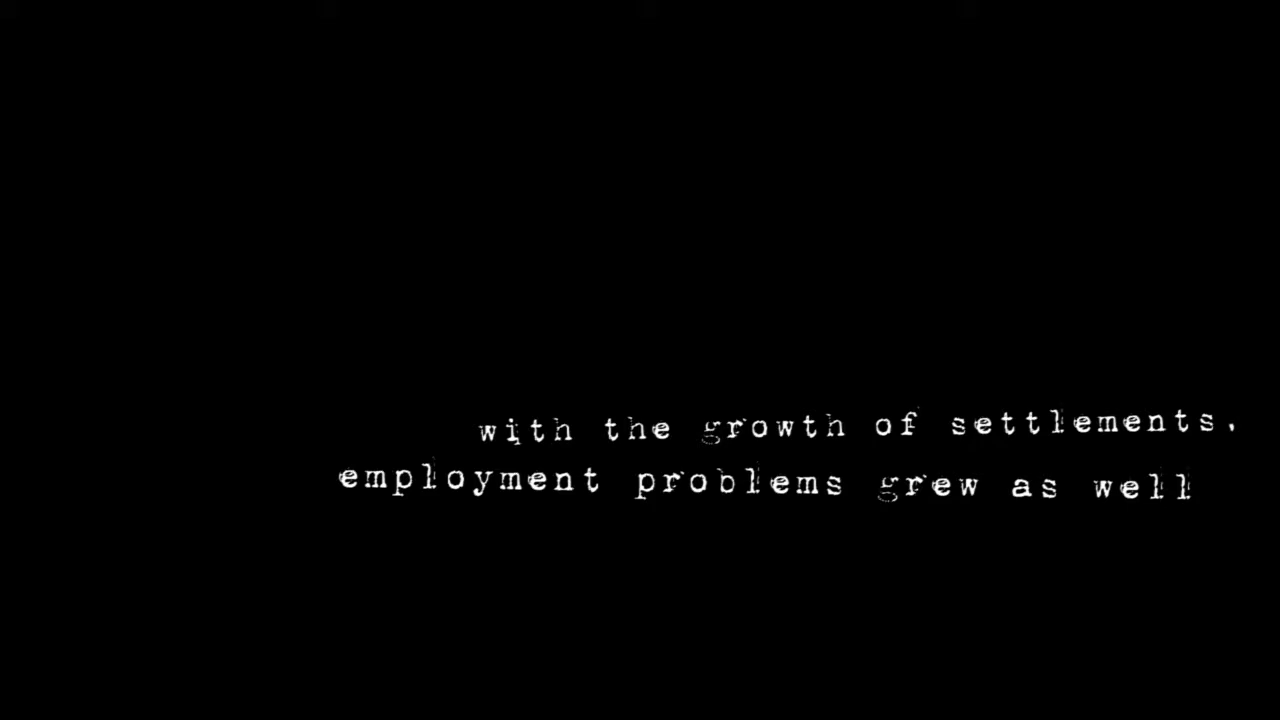 with the growth of settlements,
employment problems grew as well